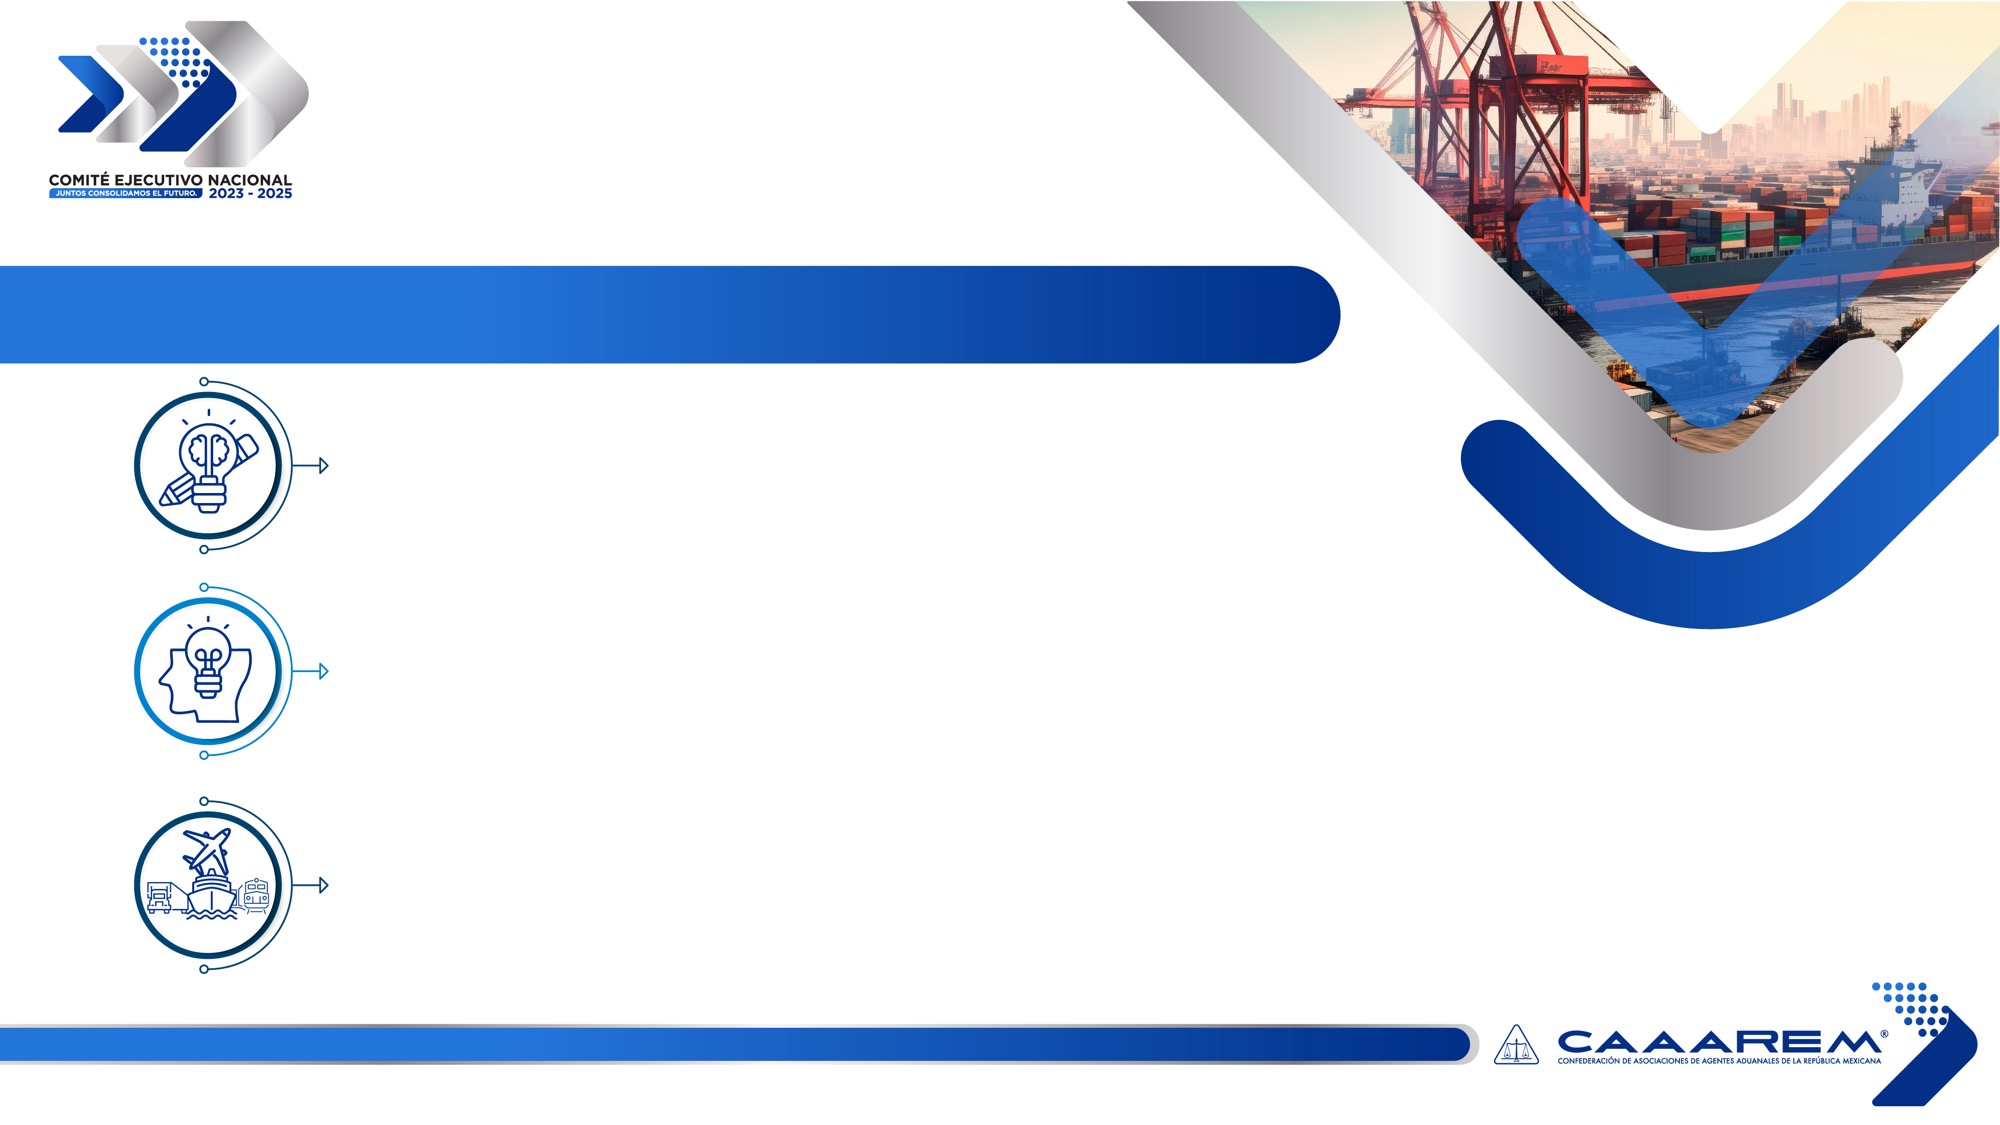 COMITÉ EJECUTIVO NACIONAL
JUNTOS CONSOLIDAMOS EL FUTURO. 2023 - 2025
CAAAREM®
CONFEDERACIÓN DE ASOCIACIONES DE AGENTES ADUANALES DE LA REPÚBLICA MEXICANA